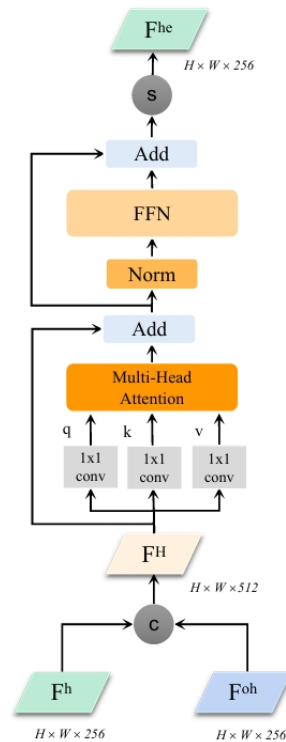 F^he
H × W × 256
S
Add
FFN
Norm
Add
Multi-Head
Attention
q k v
1x1 1x1 1x1
conv conv conv
F^H
H × W × 512
C
F^h F^oh
H × W × 256 H × W × 256